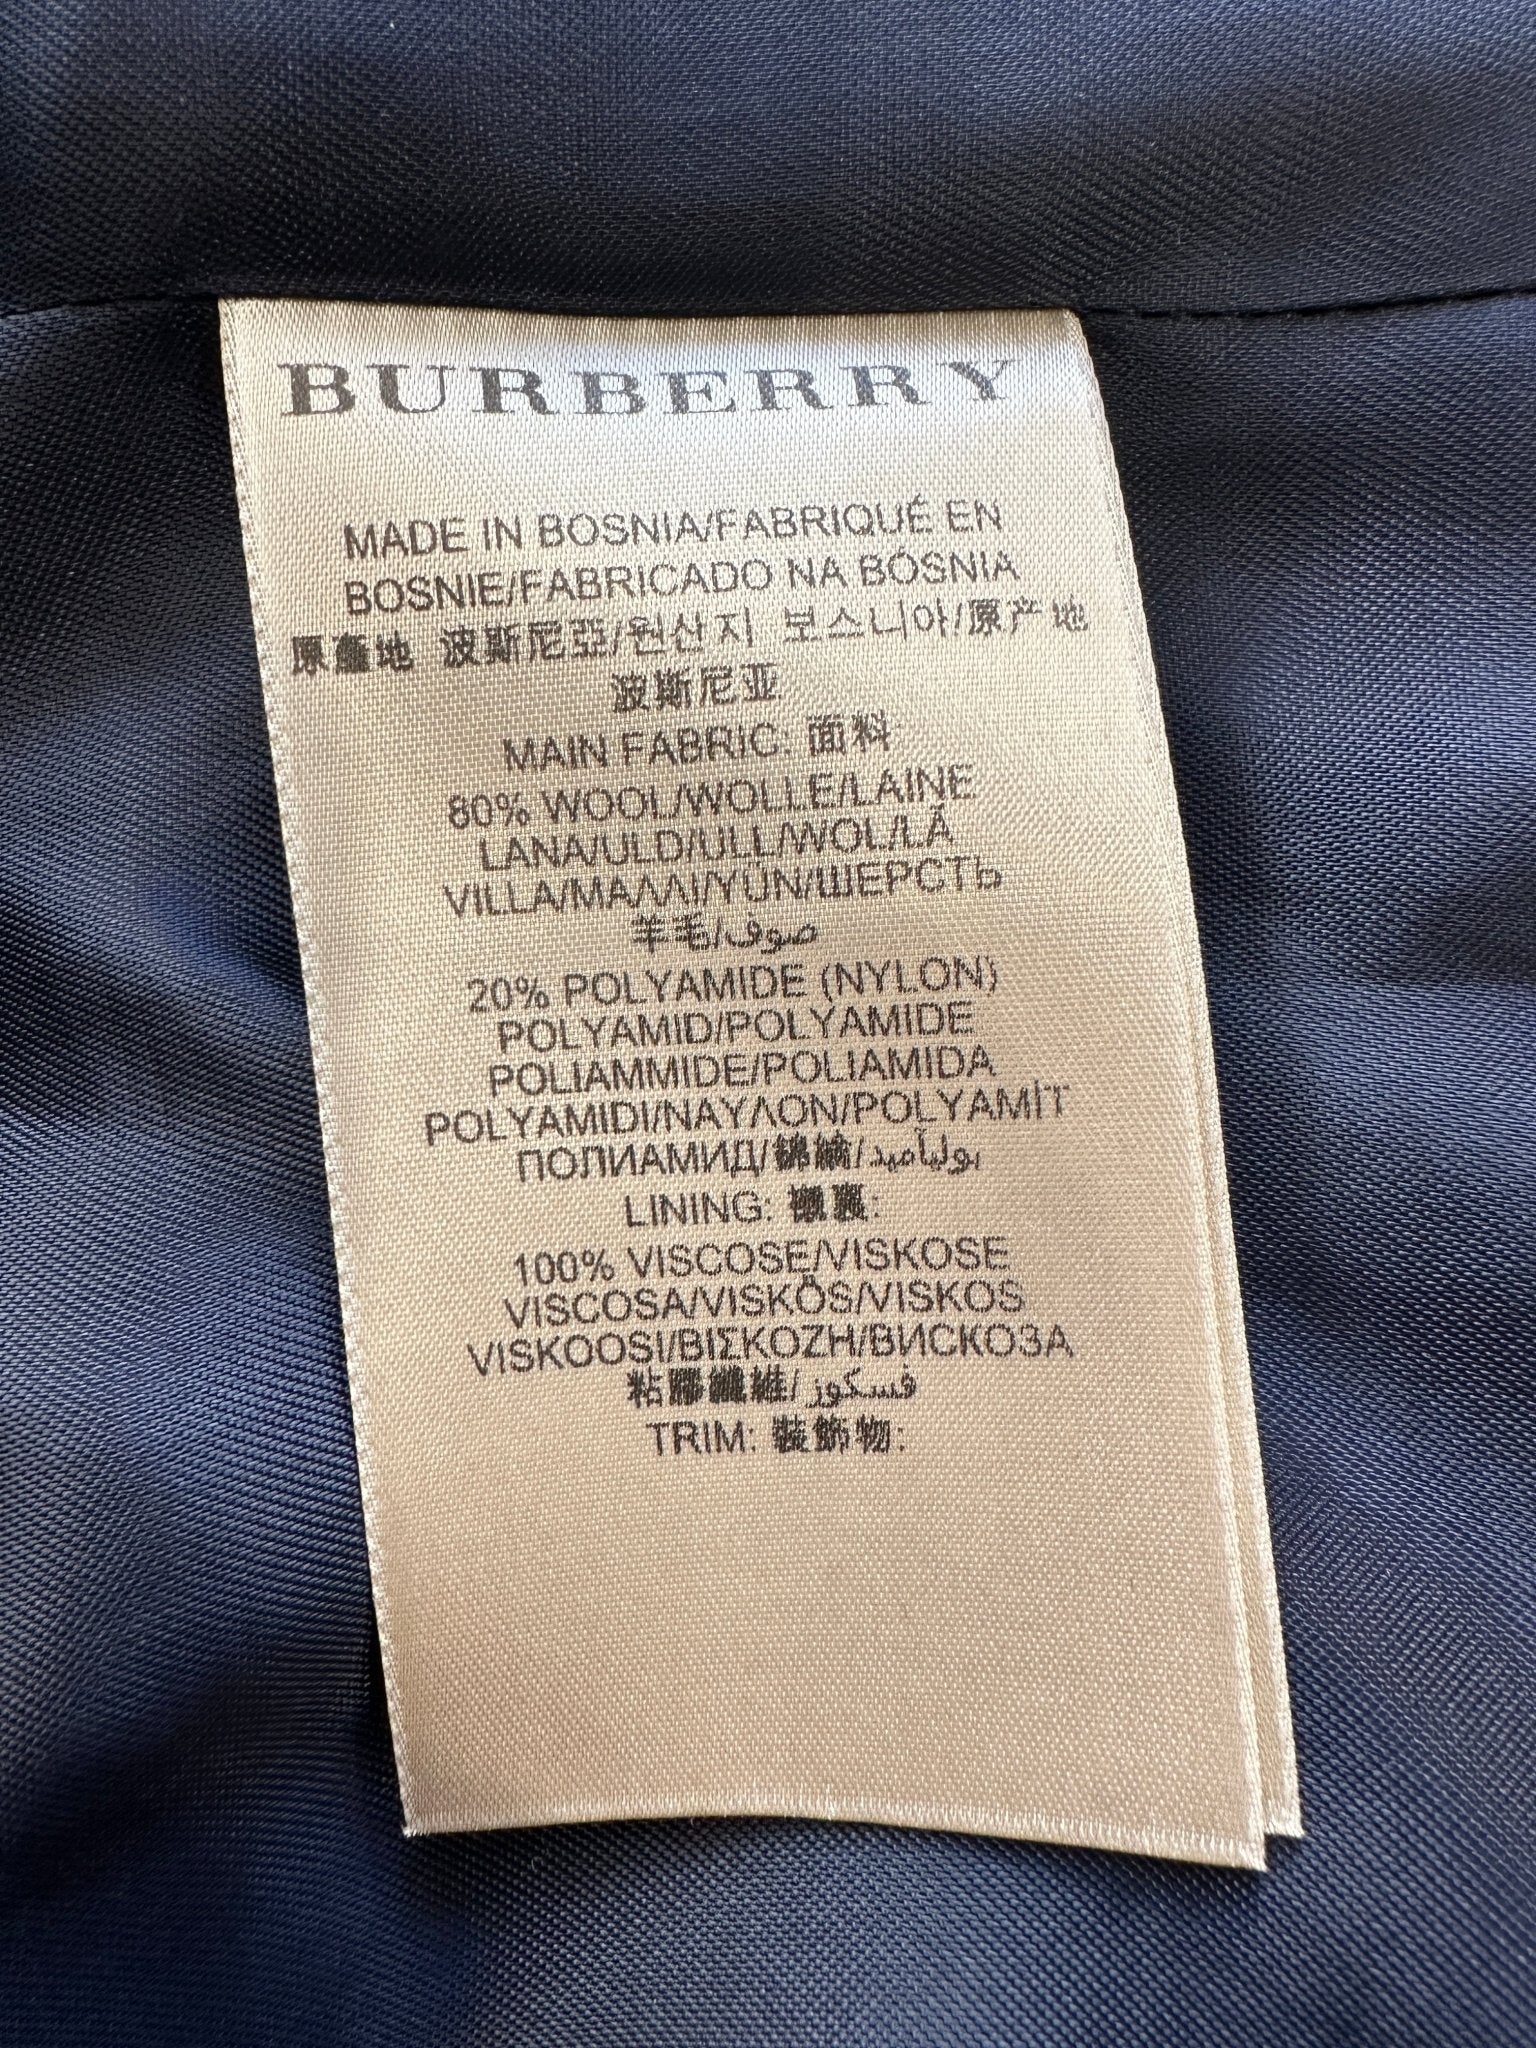 BURBERRY
MADE IN BOSNIA/FABRIQUÉ EN
BOSNIE/FABRICADO NA BÓSNIA
原產地 波斯尼亞/원산지 보스니아/原产地
波斯尼亚
MAIN FABRIC: 面料:
80% WOOL/WOLLE/LAINE
LANA/ULD/ULL/WOL/LÁ
VILLA/ΜΑΛΛΙ/YÜN/ШЕРСТЬ
羊毛/صوف
20% POLYAMIDE (NYLON)
POLYAMID/POLYAMIDE
POLIAMMIDE/POLIAMIDA
POLYAMIDI/ΝΑΥΛΟΝ/POLYAMİT
ПОЛИАМИД/錦綸/بولیآمید
LINING: 裏:
100% VISCOSE/VISKOSE
VISCOSA/VISKOS/VISKOS
VISKOOSI/ΒΙΣΚΟΖΗ/ВИСКОЗА
粘膠纖維/فسكوز
TRIM: 裝飾物: